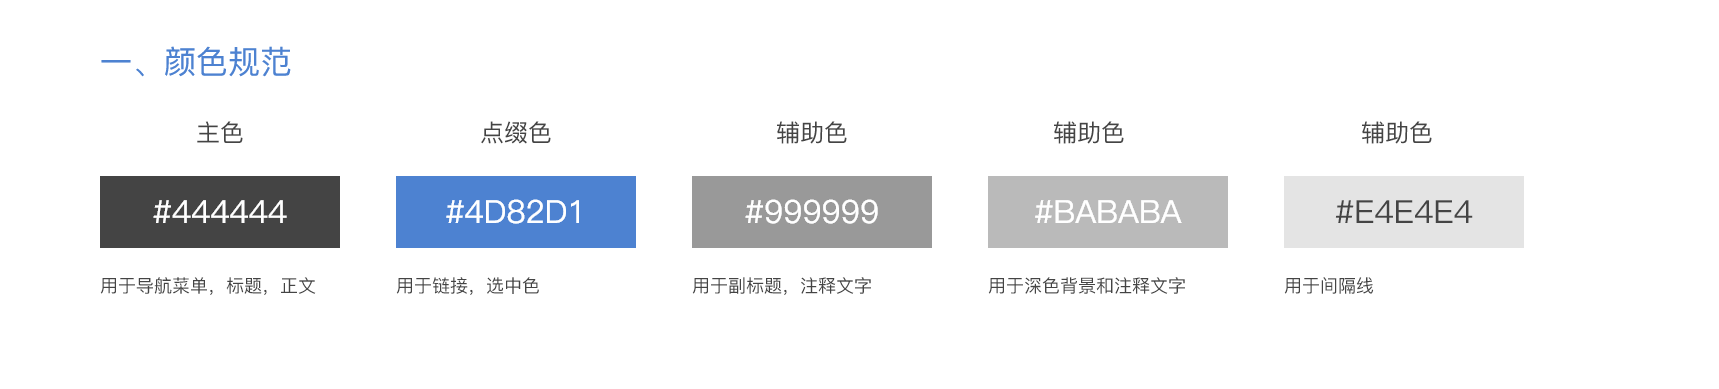 一、颜色规范
主色 点缀色 辅助色 辅助色 辅助色
#444444 #4D82D1 #999999 #BABABA #E4E4E4
用于导航菜单，标题，正文 用于链接，选中色 用于副标题，注释文字 用于深色背景和注释文字 用于间隔线